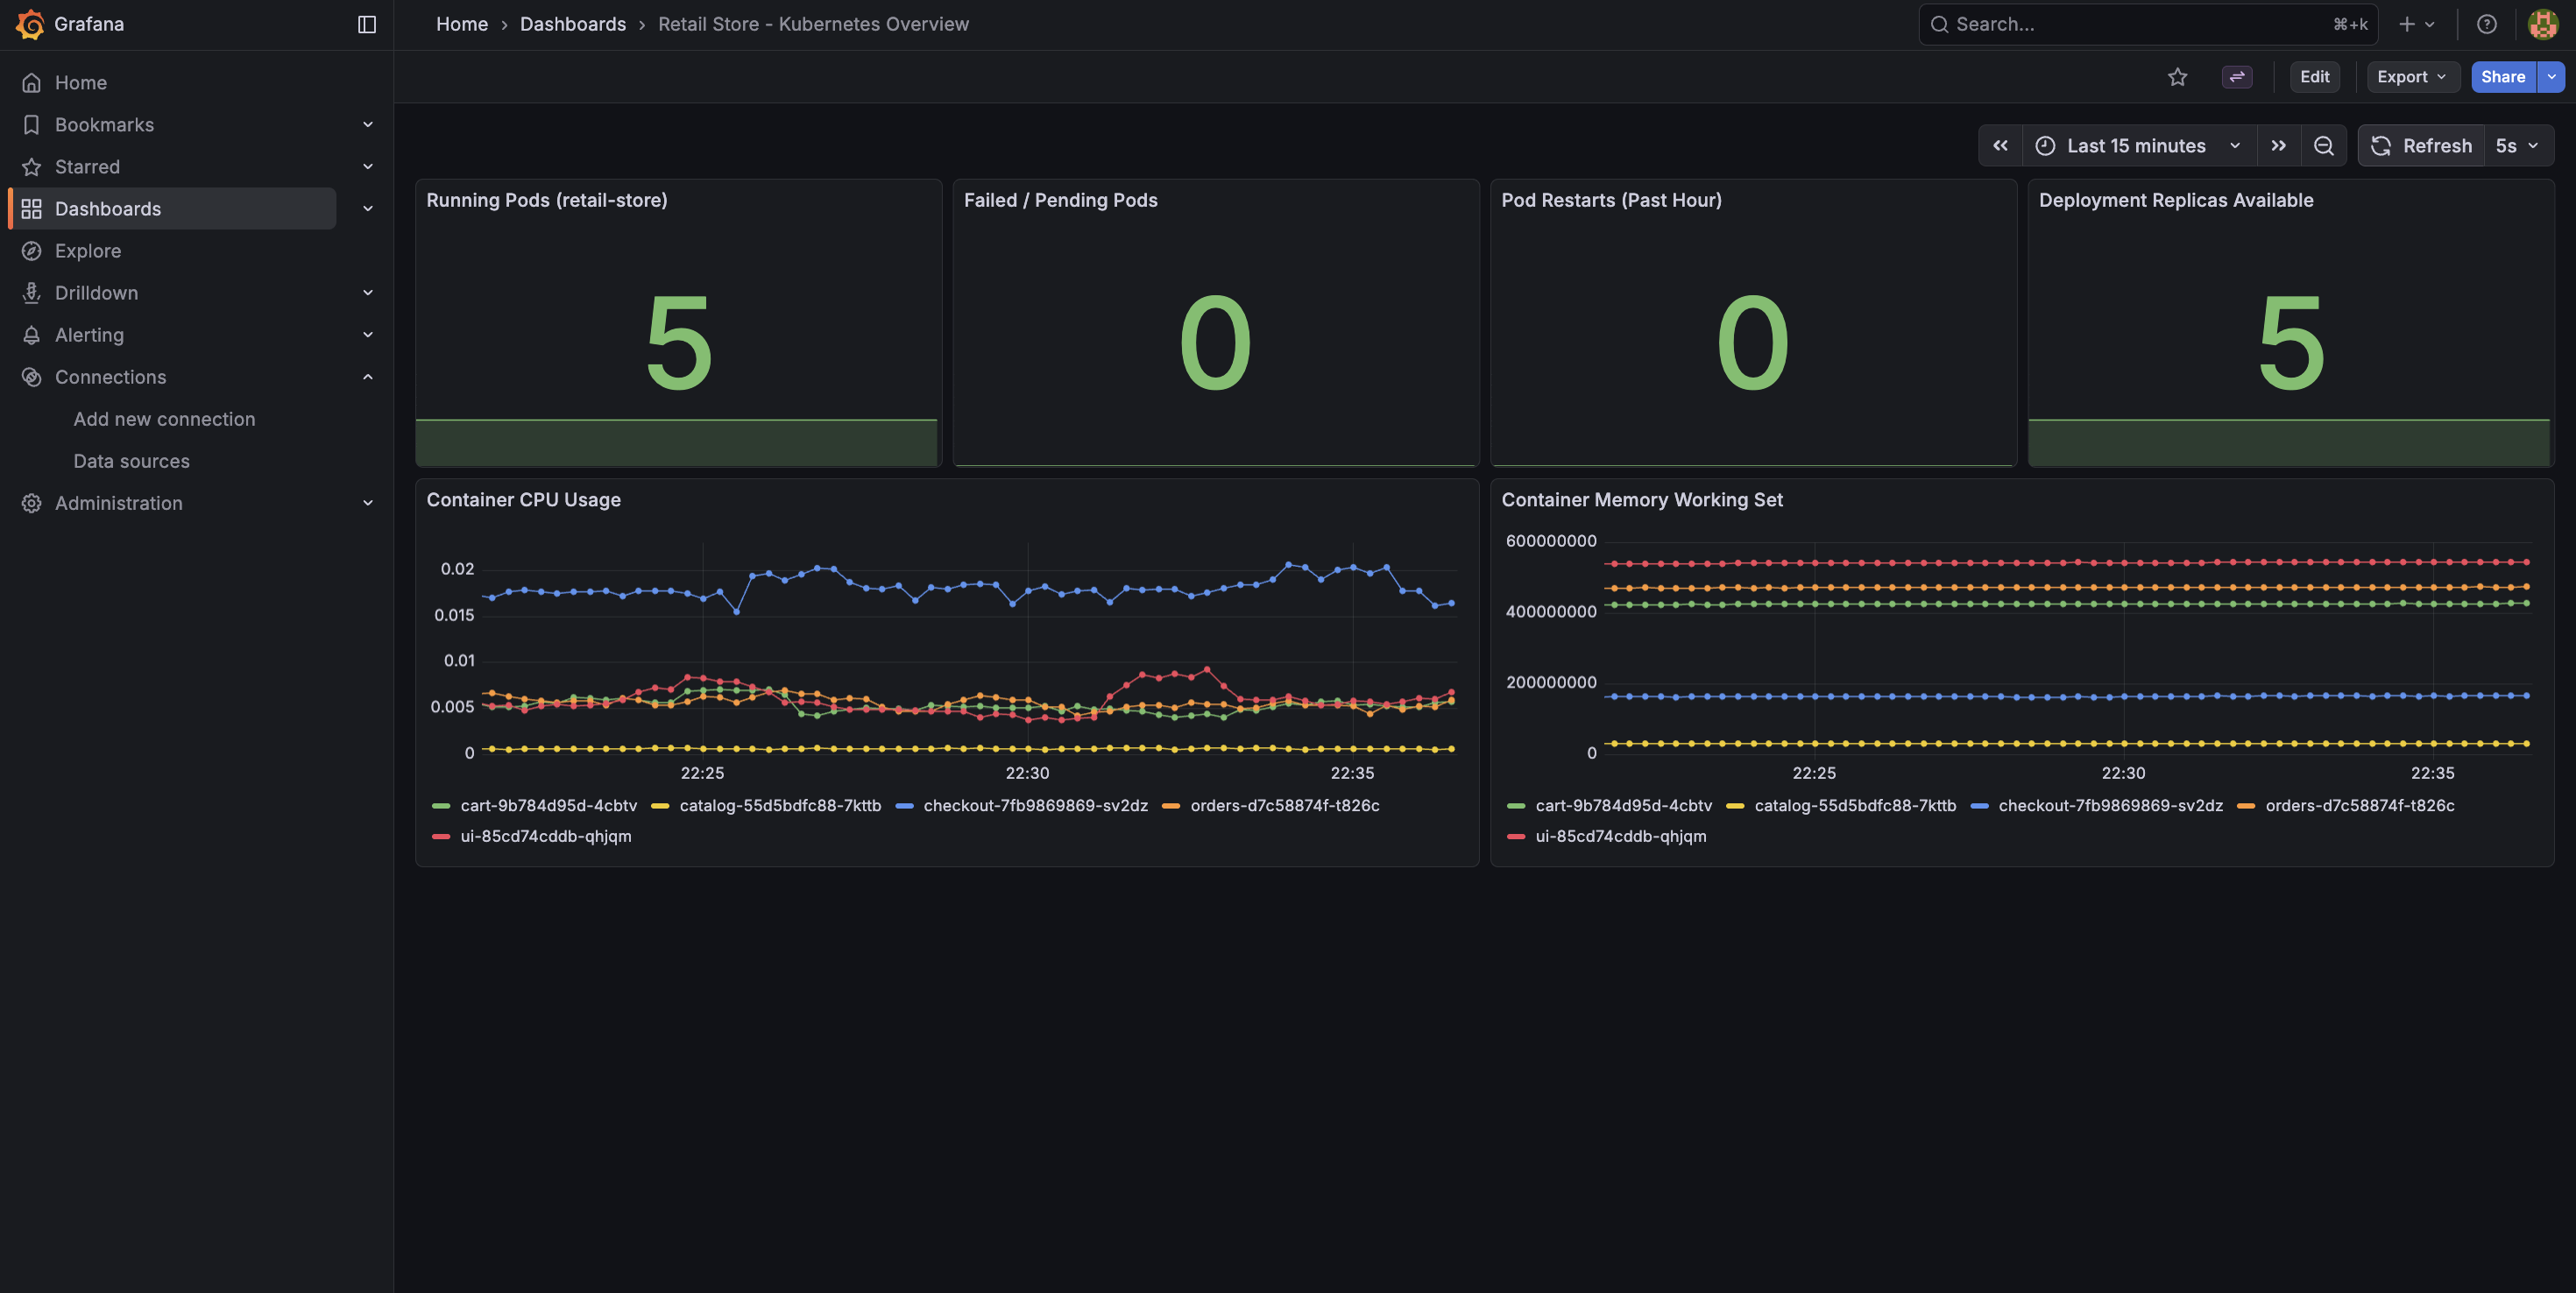 Grafana
Home
Bookmarks
Starred
Dashboards
Explore
Drilldown
Alerting
Connections
Add new connection
Data sources
Administration
Home › Dashboards › Retail Store - Kubernetes Overview
Search... ⌘+k
Edit Export Share
Last 15 minutes Refresh 5s
Running Pods (retail-store)
5
Failed / Pending Pods
0
Pod Restarts (Past Hour)
0
Deployment Replicas Available
5
Container CPU Usage
0.02
0.015
0.01
0.005
0
22:25 22:30 22:35
cart-9b784d95d-4cbtv catalog-55d5bdfc88-7kttb checkout-7fb9869869-sv2dz orders-d7c58874f-t826c
ui-85cd74cddb-qhjqm
Container Memory Working Set
600000000
400000000
200000000
0
22:25 22:30 22:35
cart-9b784d95d-4cbtv catalog-55d5bdfc88-7kttb checkout-7fb9869869-sv2dz orders-d7c58874f-t826c
ui-85cd74cddb-qhjqm